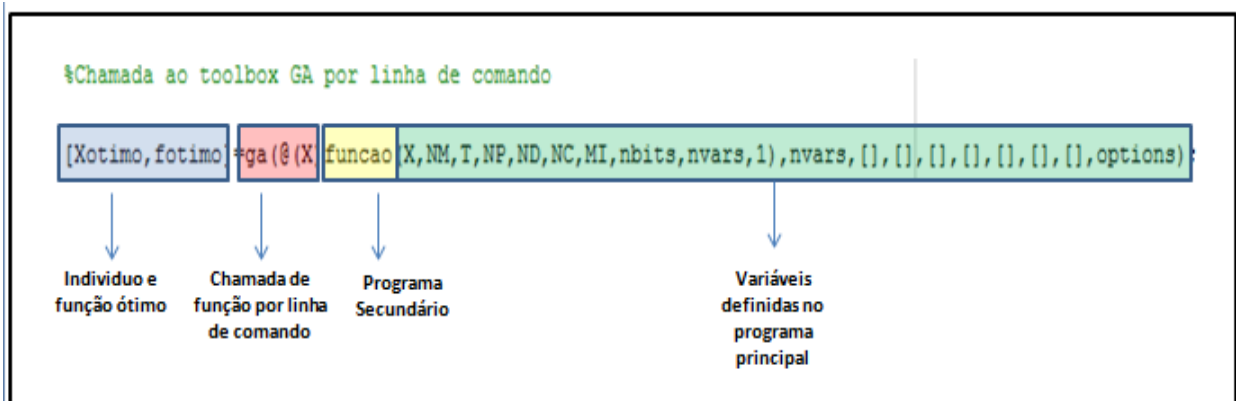 %Chamada ao toolbox GA por linha de comando
[Xotimo,fotimo]=ga(@(X)funcao(X,NM,T,NP,ND,NC,MI,nbits,nvars,1),nvars,[],[],[],[],[],[],[],options);
Individuo e
função ótimo
Chamada de
função por linha
de comando
Programa
Secundário
Variáveis
definidas no
programa
principal